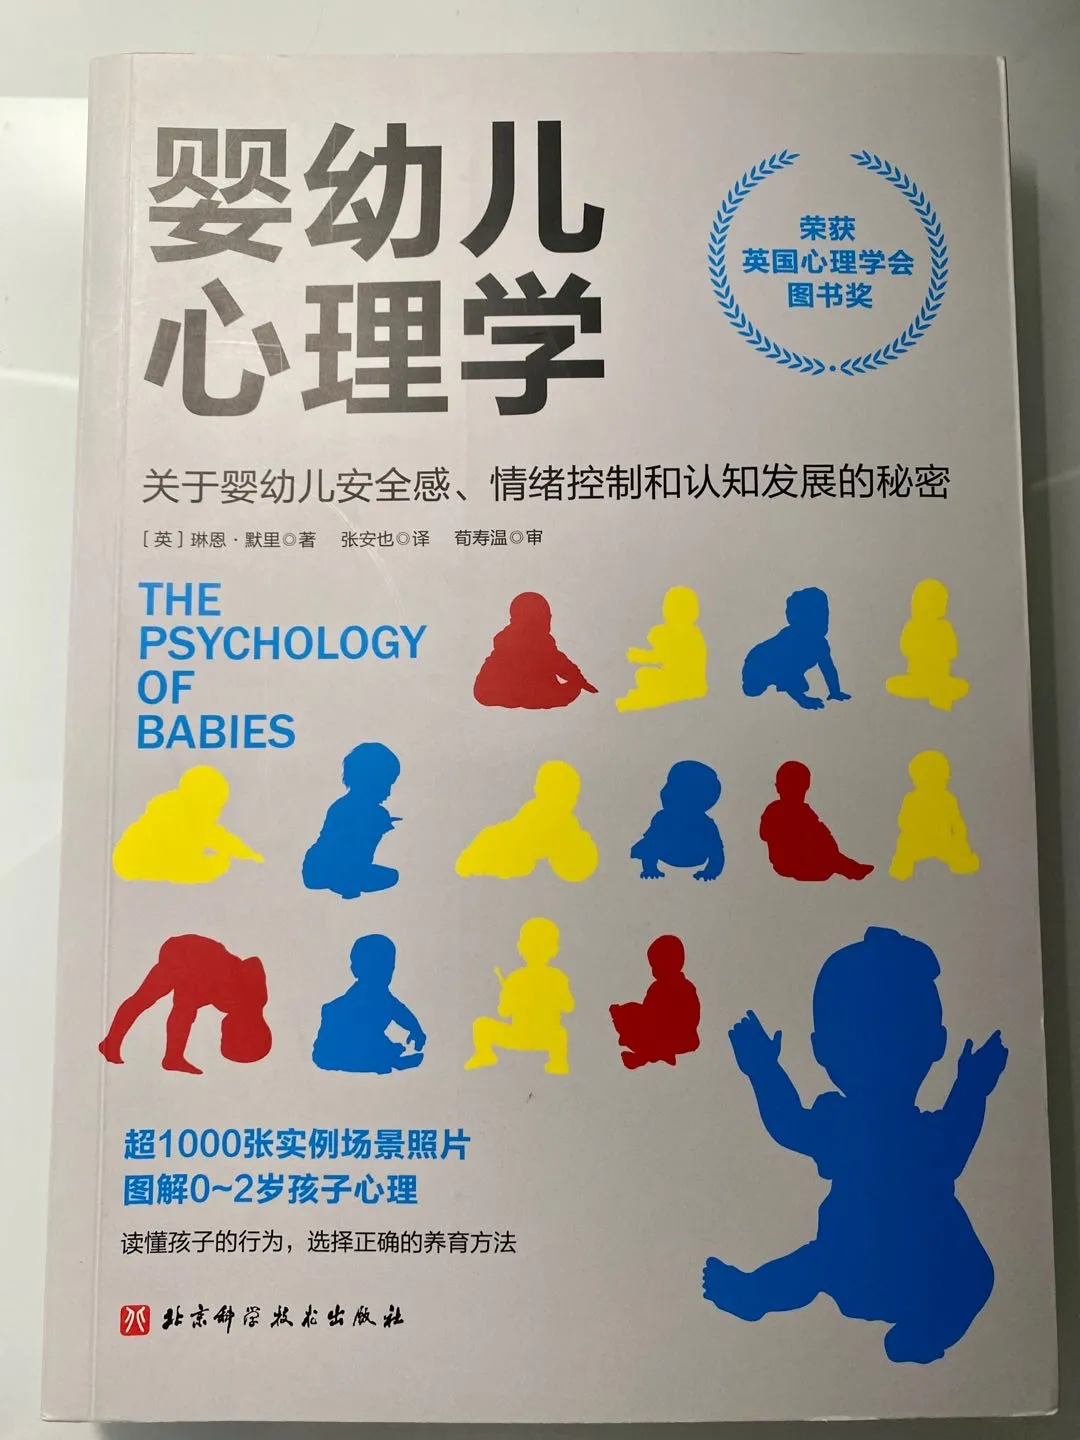 婴幼儿
心理学
荣获
英国心理学会
图书奖
关于婴幼儿安全感、情绪控制和认知发展的秘密
[英]琳恩·默里◎著 张安也◎译 荀寿温◎审
THE
PSYCHOLOGY
OF
BABIES
超1000张实例场景照片
图解0~2岁孩子心理
读懂孩子的行为，选择正确的养育方法
北京科学技术出版社